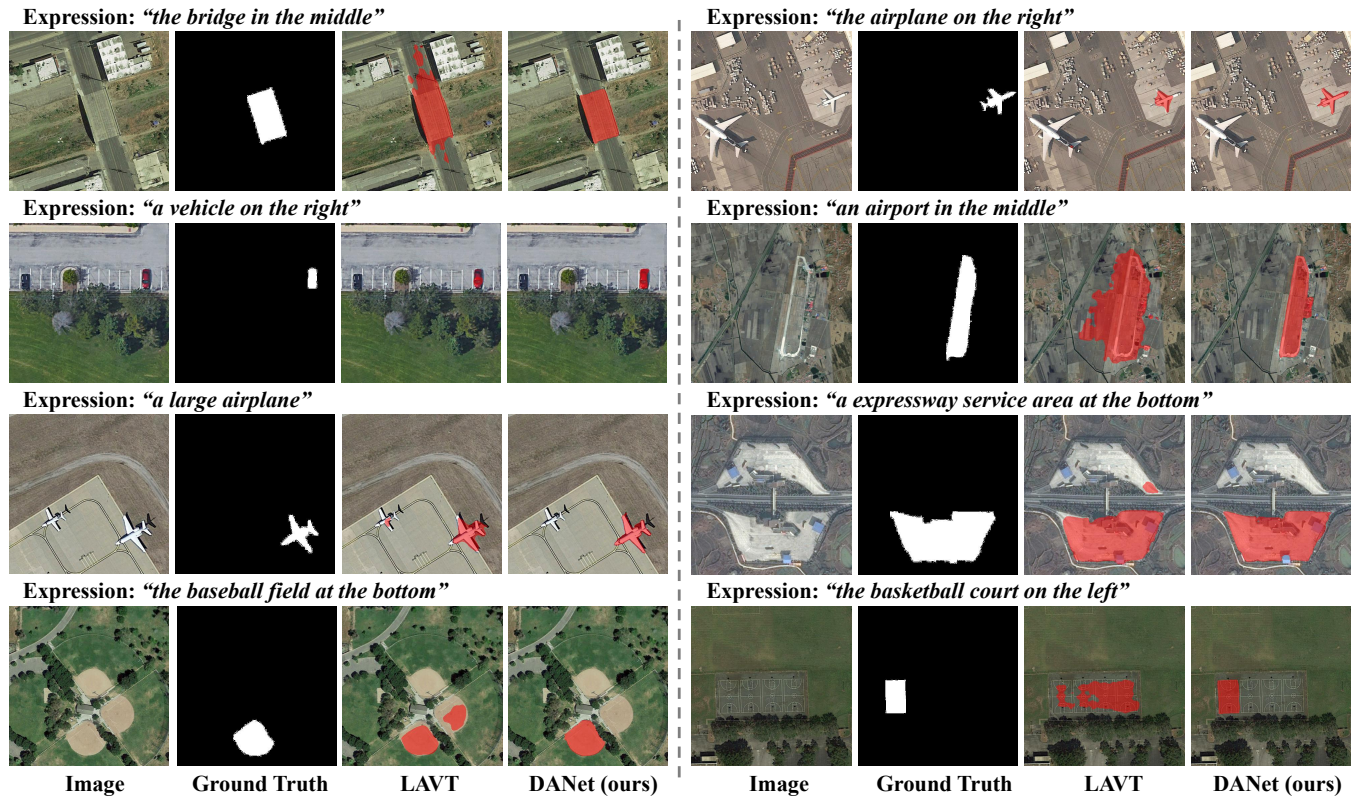 Expression: “the bridge in the middle”
Expression: “a vehicle on the right”
Expression: “a large airplane”
Expression: “the baseball field at the bottom”
Image Ground Truth LAVT DANet (ours)
Expression: “the airplane on the right”
Expression: “an airport in the middle”
Expression: “a expressway service area at the bottom”
Expression: “the basketball court on the left”
Image Ground Truth LAVT DANet (ours)